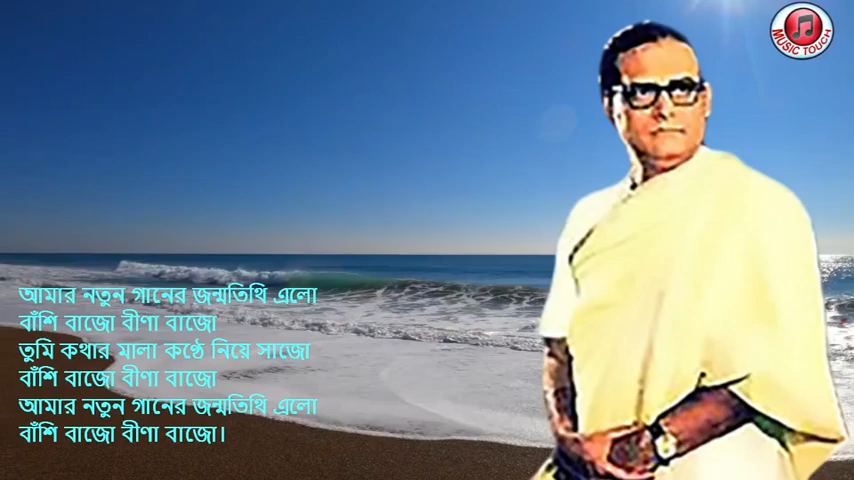 MUSIC TOUCH
আমার নতুন গানের জন্মতিথি এলো
বাঁশি বাজো বীণা বাজো
তুমি কথার মালা কণ্ঠে নিয়ে সাজো
বাঁশি বাজো বীণা বাজো
আমার নতুন গানের জন্মতিথি এলো
বাঁশি বাজো বীণা বাজো।